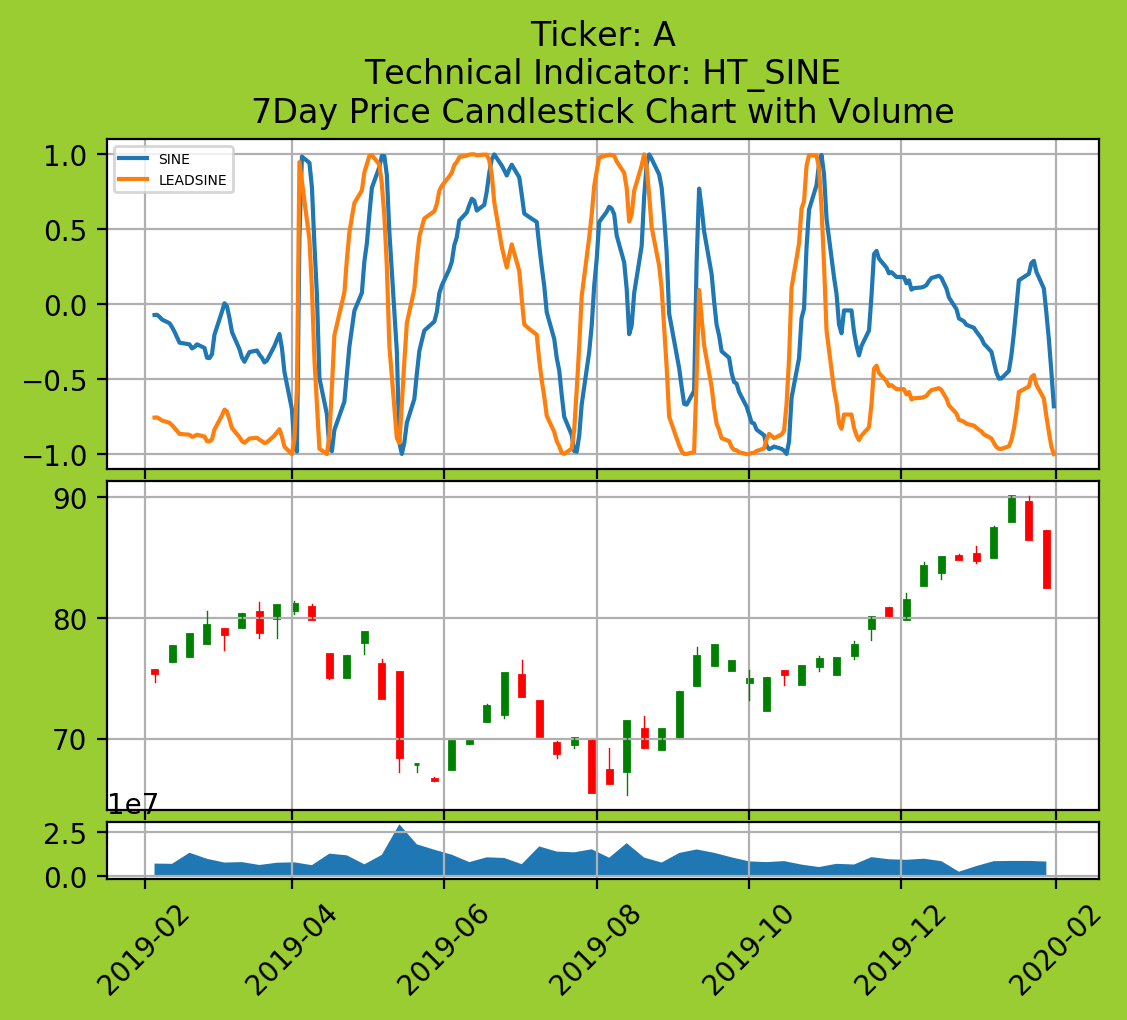 Ticker: A
Technical Indicator: HT_SINE
7Day Price Candlestick Chart with Volume
1.0
0.5
0.0
−0.5
−1.0
SINE
LEADSINE
90
80
70
1e7
2.5
0.0
2019-02
2019-04
2019-06
2019-08
2019-10
2019-12
2020-02